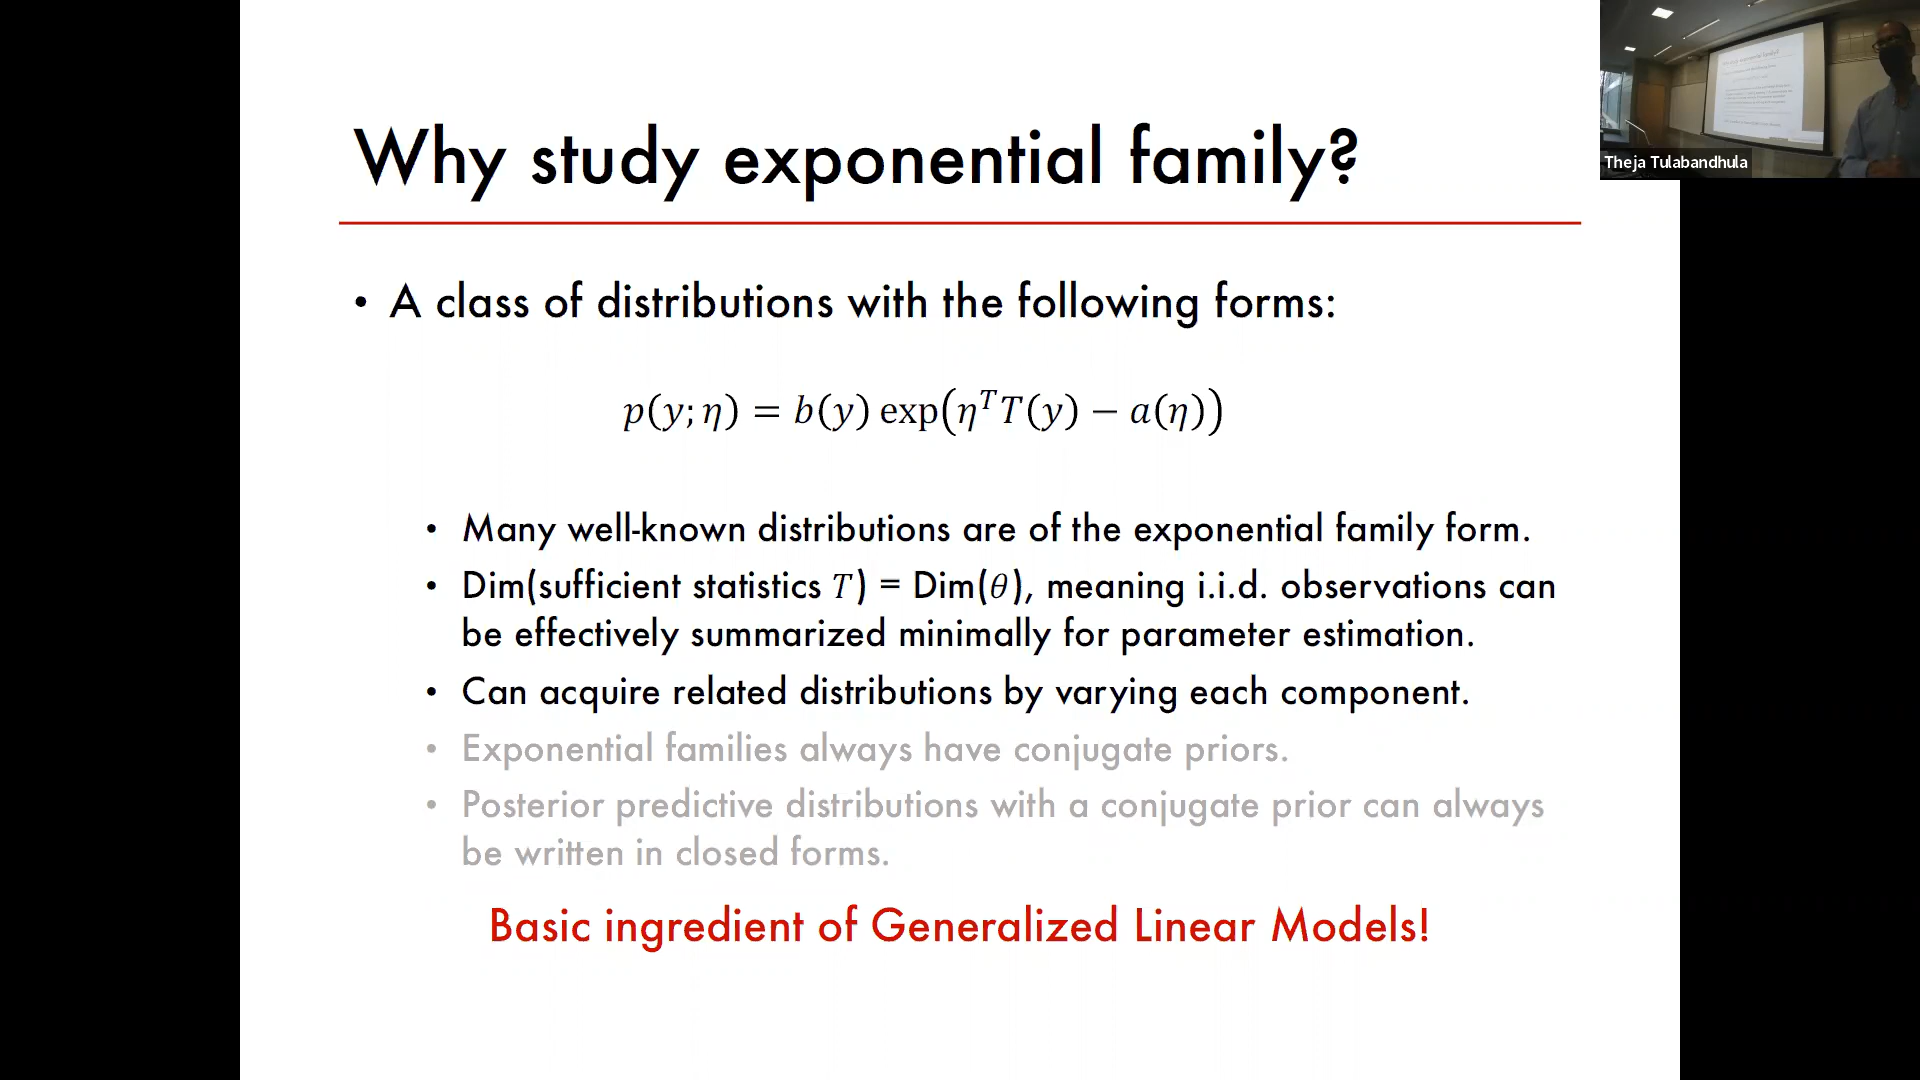 Why study exponential family?
• A class of distributions with the following forms:
p(y; η) = b(y) exp(η^T T(y) − a(η))
• Many well-known distributions are of the exponential family form.
• Dim(sufficient statistics T) = Dim(θ), meaning i.i.d. observations can
be effectively summarized minimally for parameter estimation.
• Can acquire related distributions by varying each component.
• Exponential families always have conjugate priors.
• Posterior predictive distributions with a conjugate prior can always
be written in closed forms.
Basic ingredient of Generalized Linear Models!
Theja Tulabandhula